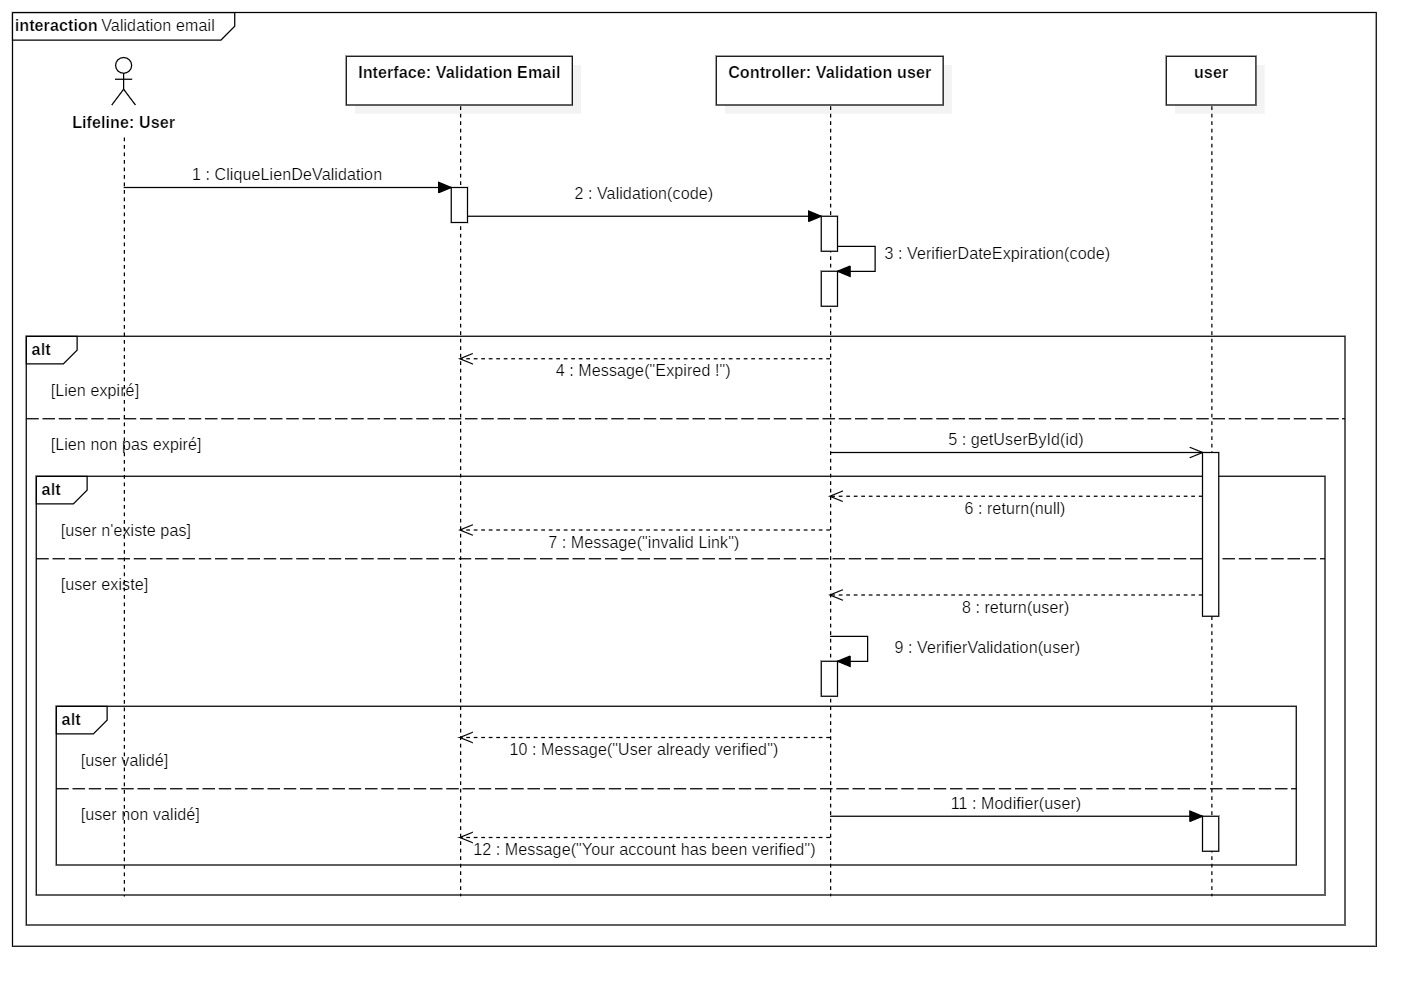 interaction Validation email
Lifeline: User
Interface: Validation Email
Controller: Validation user
user
1 : CliqueLienDeValidation
2 : Validation(code)
3 : VerifierDateExpiration(code)
alt
4 : Message("Expired !")
[Lien expiré]
5 : getUserById(id)
[Lien non pas expiré]
alt
6 : return(null)
[user n'existe pas]
7 : Message("invalid Link")
[user existe]
8 : return(user)
9 : VerifierValidation(user)
alt
10 : Message("User already verified")
[user validé]
11 : Modifier(user)
[user non validé]
12 : Message("Your account has been verified")